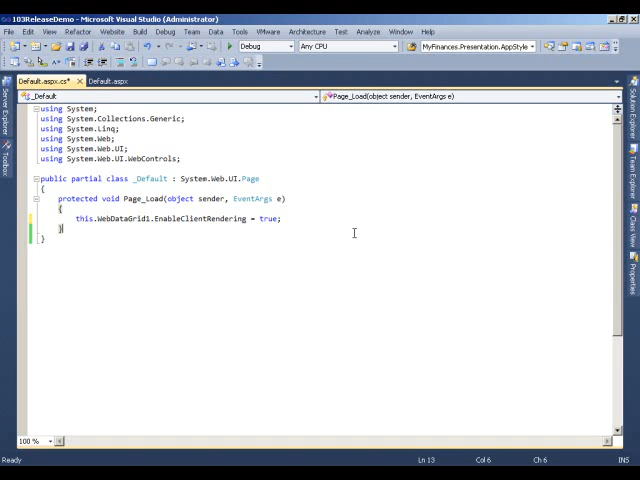 103ReleaseDemo - Microsoft Visual Studio (Administrator)
File Edit View Refactor Website Build Debug Team Data Tools VMware Architecture Test Analyze Window Help
Debug Any CPU MyFinances.Presentation.AppStyle
Default.aspx.cs* Default.aspx
_Default Page_Load(object sender, EventArgs e)
Server Explorer
Toolbox
using System;
using System.Collections.Generic;
using System.Linq;
using System.Web;
using System.Web.UI;
using System.Web.UI.WebControls;
public partial class _Default : System.Web.UI.Page
{
protected void Page_Load(object sender, EventArgs e)
{
this.WebDataGrid1.EnableClientRendering = true;
}
}
Solution Explorer
Team Explorer
Class View
Properties
100 %
Ready Ln 13 Col 6 Ch 6 INS